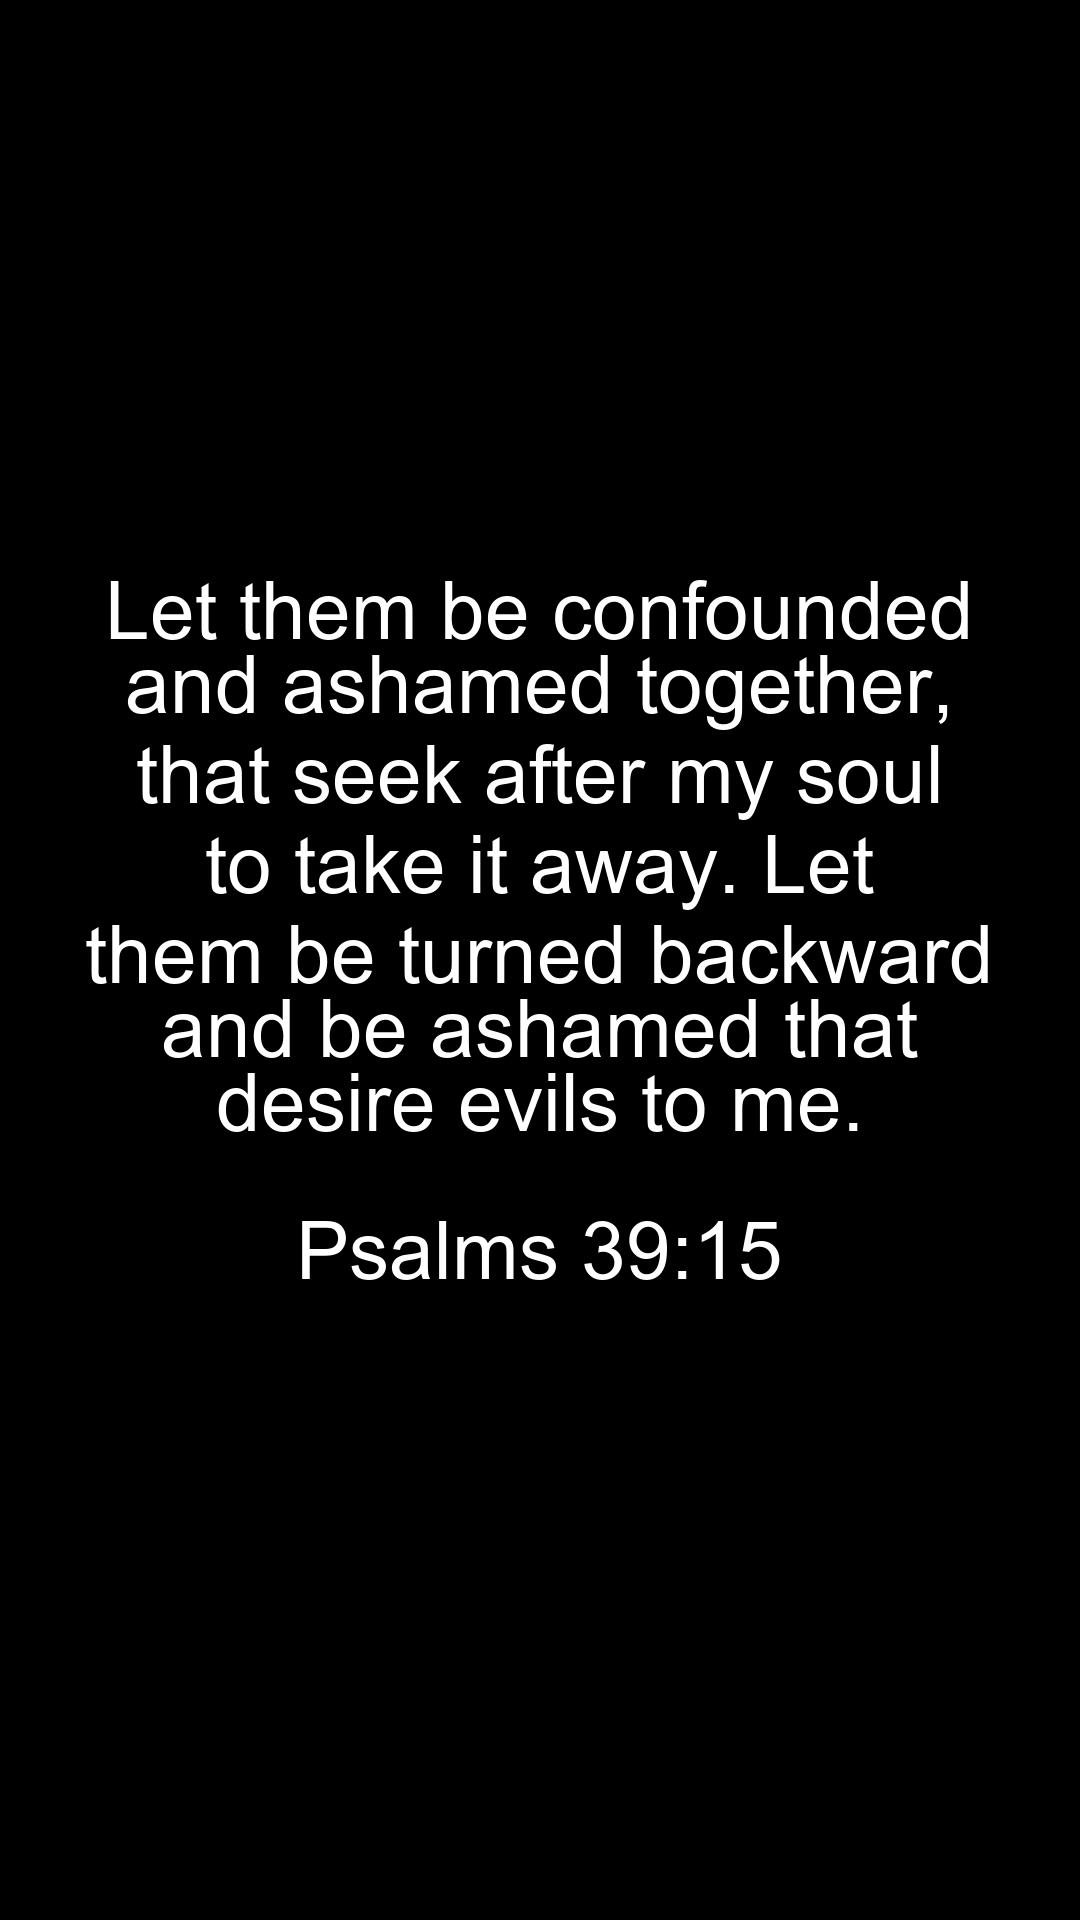 Let them be confounded
and ashamed together,
that seek after my soul
to take it away. Let
them be turned backward
and be ashamed that
desire evils to me.
Psalms 39:15